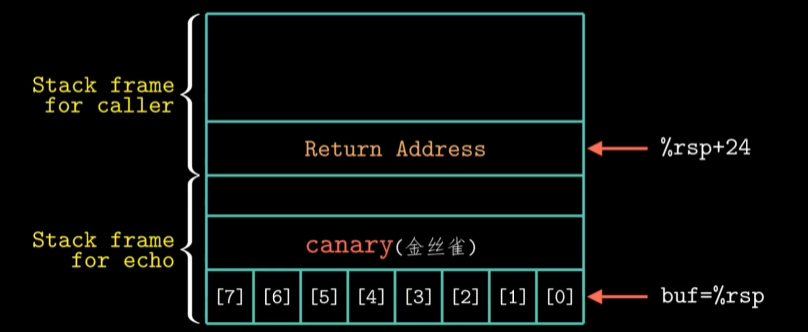 Stack frame
for caller
Return Address
%rsp+24
Stack frame
for echo
canary(金丝雀)
[7] [6] [5] [4] [3] [2] [1] [0]
buf=%rsp